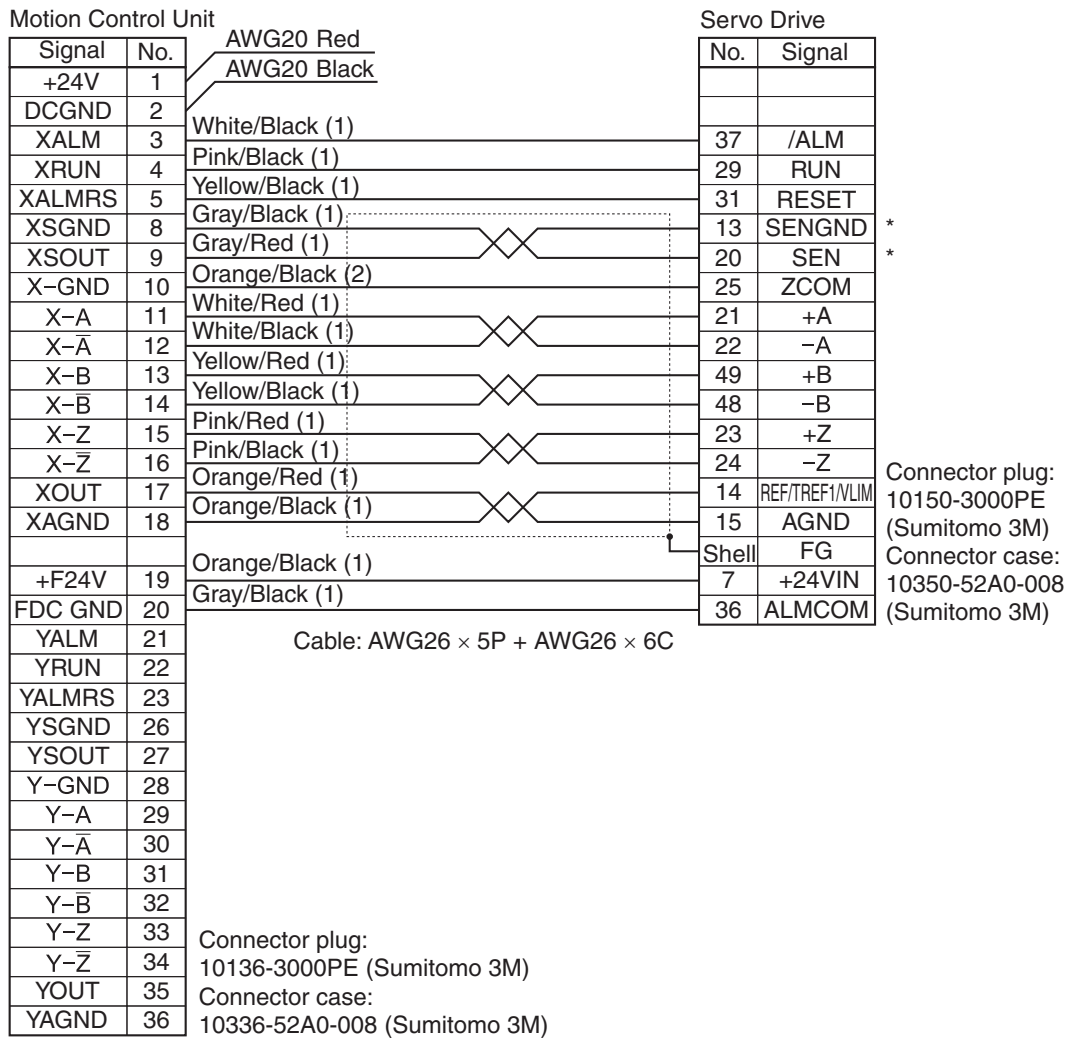 Motion Control Unit
Servo Drive
Signal No.
AWG20 Red
No. Signal
+24V 1
AWG20 Black
DCGND 2
XALM 3 White/Black (1) 37 /ALM
XRUN 4 Pink/Black (1) 29 RUN
XALMRS 5 Yellow/Black (1) 31 RESET
XSGND 8 Gray/Black (1) 13 SENGND *
XSOUT 9 Gray/Red (1) 20 SEN *
X−GND 10 Orange/Black (2) 25 ZCOM
X−A 11 White/Red (1) 21 +A
X−A̅ 12 White/Black (1) 22 −A
X−B 13 Yellow/Red (1) 49 +B
X−B̅ 14 Yellow/Black (1) 48 −B
X−Z 15 Pink/Red (1) 23 +Z
X−Z̅ 16 Pink/Black (1) 24 −Z
XOUT 17 Orange/Red (1) 14 REF/TREF1/VLIM
XAGND 18 Orange/Black (1) 15 AGND
Shell FG
+F24V 19 Orange/Black (1) 7 +24VIN
FDC GND 20 Gray/Black (1) 36 ALMCOM
Connector plug:
10150-3000PE
(Sumitomo 3M)
Connector case:
10350-52A0-008
(Sumitomo 3M)
YALM 21
Cable: AWG26 × 5P + AWG26 × 6C
YRUN 22
YALMRS 23
YSGND 26
YSOUT 27
Y−GND 28
Y−A 29
Y−A̅ 30
Y−B 31
Y−B̅ 32
Y−Z 33
Y−Z̅ 34
YOUT 35
YAGND 36
Connector plug:
10136-3000PE (Sumitomo 3M)
Connector case:
10336-52A0-008 (Sumitomo 3M)